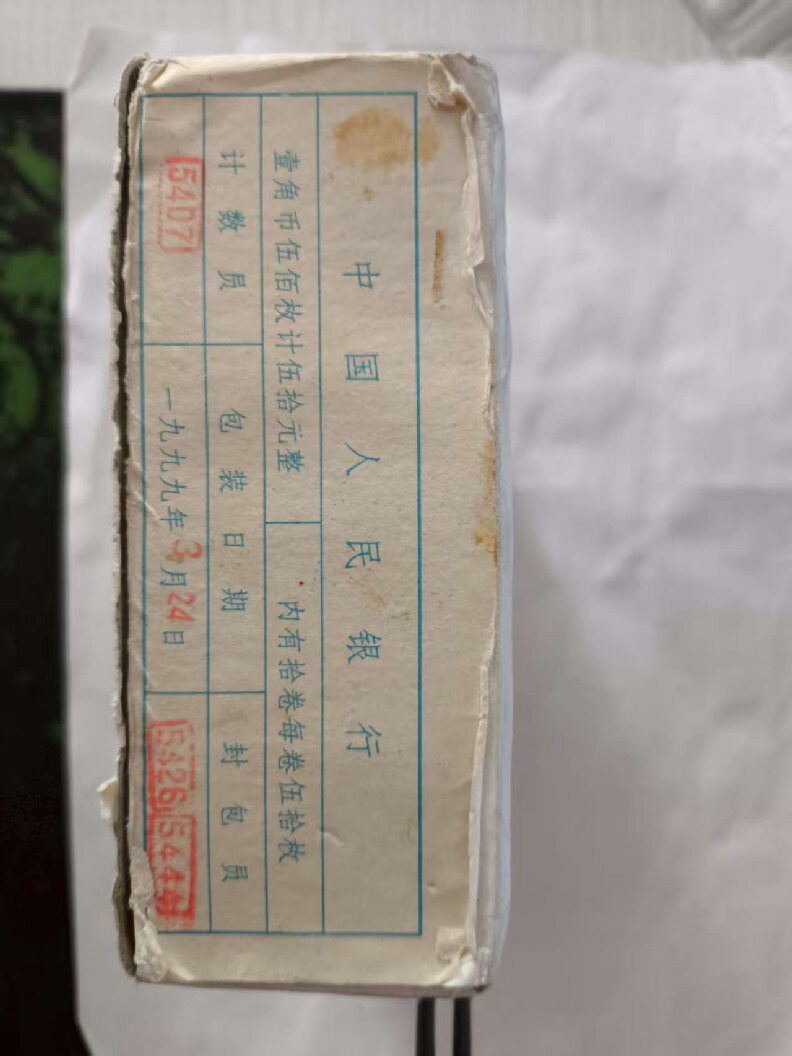 中国人民银行
壹角币伍佰枚计伍拾元整 内有拾卷每卷伍拾枚
计数员 包装日期 封包员
5407 一九九九年3月24日 5426 5444